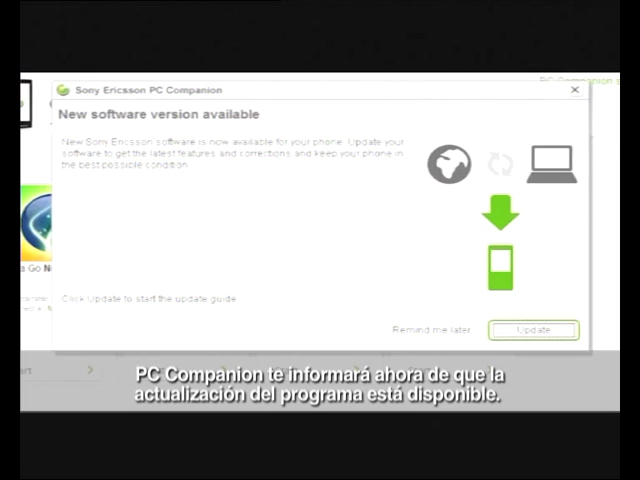 PC Companion
Sony Ericsson PC Companion
New software version available
New Sony Ericsson software is now available for your phone. Update your
software to get the latest features and corrections and keep your phone in
the best possible condition.
a Go
Click Update to start the update guide
Remind me later
Update
PC Companion te informará ahora de que la
actualización del programa está disponible.